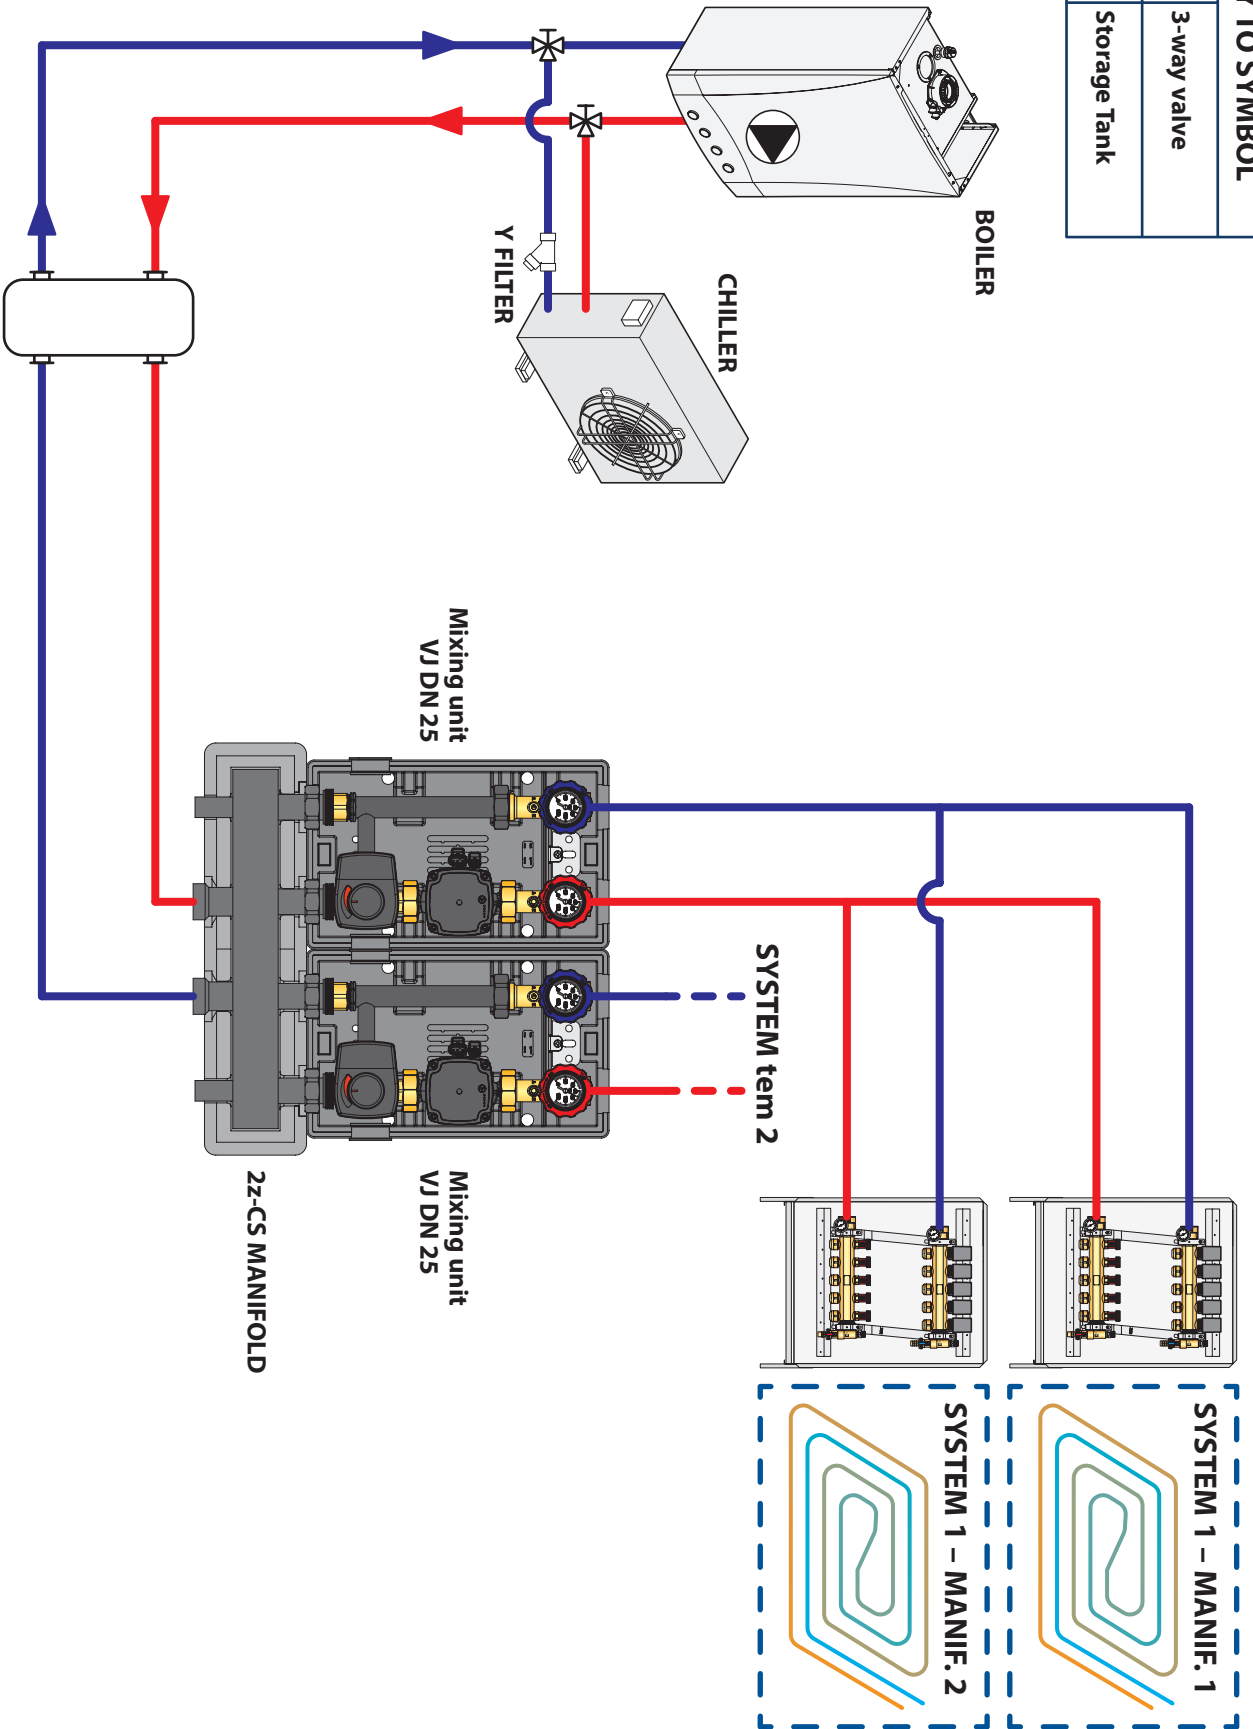 Y TO SYMBOL
3-way valve
Storage Tank
BOILER
CHILLER
Y FILTER
Mixing unit
VJ DN 25
SYSTEM tem 2
Mixing unit
VJ DN 25
2z-CS MANIFOLD
SYSTEM 1 – MANIF. 1
SYSTEM 1 – MANIF. 2